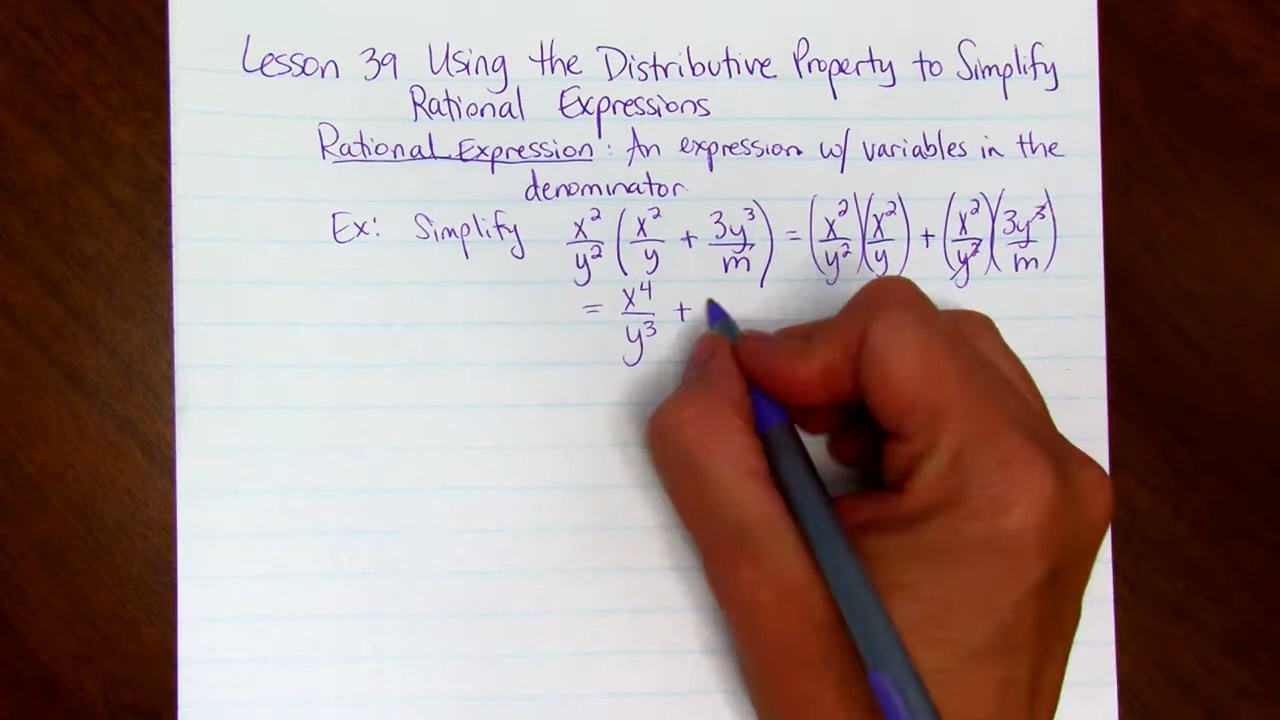 Lesson 39 Using the Distributive Property to Simplify
Rational Expressions
Rational Expression: An expression w/ variables in the
denominator
Ex: Simplify x²/y² (x²/y + 3y³/m) = (x²/y²)(x²/y) + (x²/y²)(3y³/m)
= x⁴/y³ +